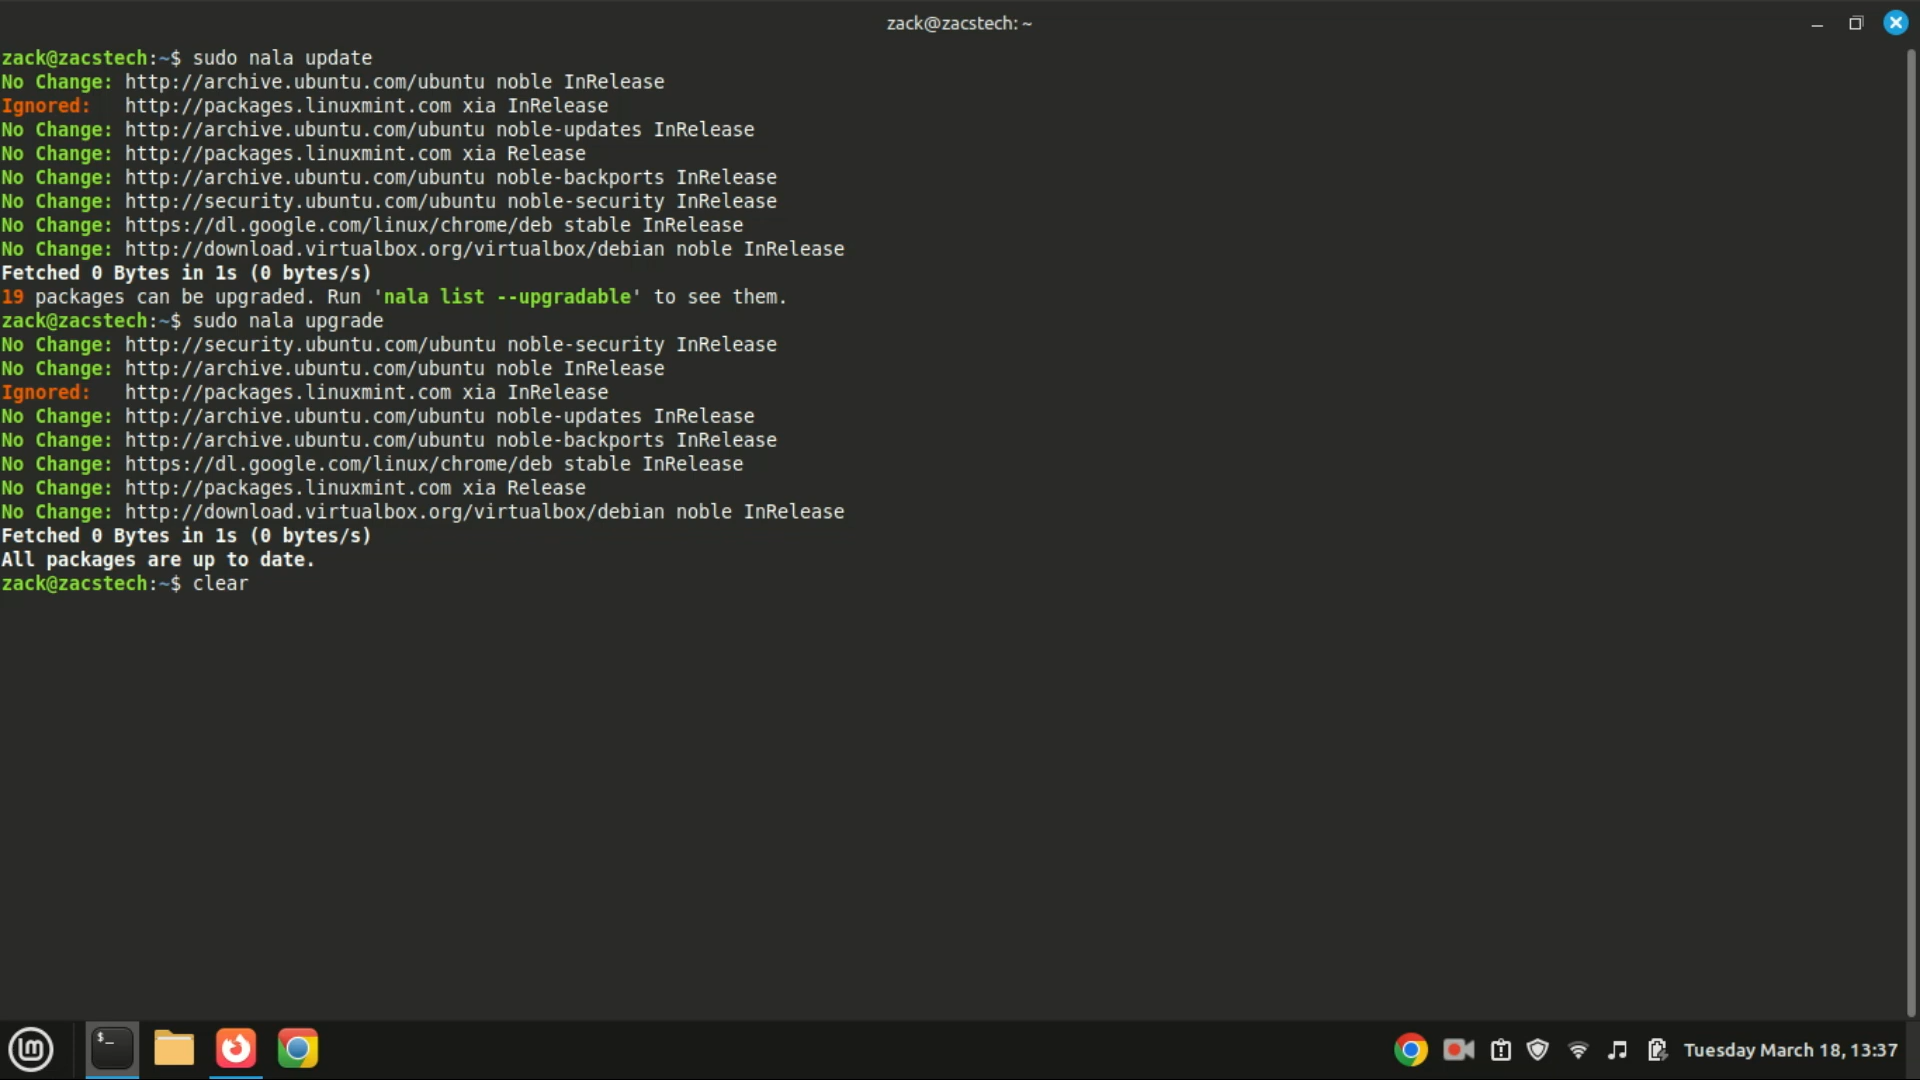 zack@zacstech: ~
zack@zacstech:~$ sudo nala update
No Change: http://archive.ubuntu.com/ubuntu noble InRelease
Ignored:   http://packages.linuxmint.com xia InRelease
No Change: http://archive.ubuntu.com/ubuntu noble-updates InRelease
No Change: http://packages.linuxmint.com xia Release
No Change: http://archive.ubuntu.com/ubuntu noble-backports InRelease
No Change: http://security.ubuntu.com/ubuntu noble-security InRelease
No Change: https://dl.google.com/linux/chrome/deb stable InRelease
No Change: http://download.virtualbox.org/virtualbox/debian noble InRelease
Fetched 0 Bytes in 1s (0 bytes/s)
19 packages can be upgraded. Run 'nala list --upgradable' to see them.
zack@zacstech:~$ sudo nala upgrade
No Change: http://security.ubuntu.com/ubuntu noble-security InRelease
No Change: http://archive.ubuntu.com/ubuntu noble InRelease
Ignored:   http://packages.linuxmint.com xia InRelease
No Change: http://archive.ubuntu.com/ubuntu noble-updates InRelease
No Change: http://archive.ubuntu.com/ubuntu noble-backports InRelease
No Change: https://dl.google.com/linux/chrome/deb stable InRelease
No Change: http://packages.linuxmint.com xia Release
No Change: http://download.virtualbox.org/virtualbox/debian noble InRelease
Fetched 0 Bytes in 1s (0 bytes/s)
All packages are up to date.
zack@zacstech:~$ clear
$_
Tuesday March 18, 13:37